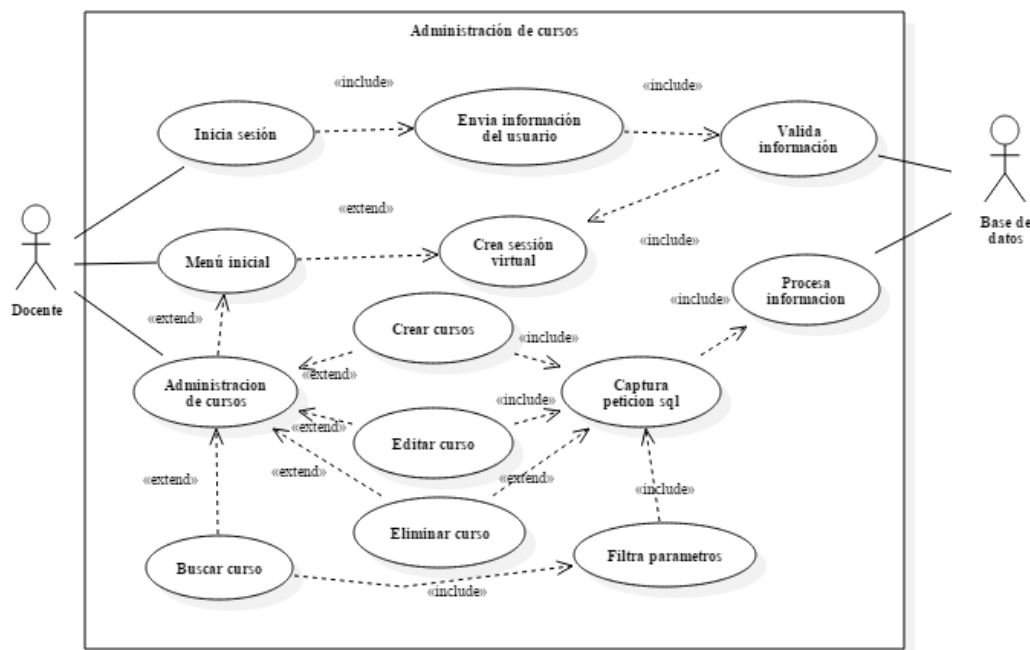 Administración de cursos
«include»
«include»
Inicia sesión
Envia información
del usuario
Valida
información
«extend»
Menú inicial
Crea sessión
virtual
«include»
Docente
Base de
datos
Procesa
informacion
«extend»
Crear cursos
«include»
«include»
Administracion
de cursos
«extend»
Captura
peticion sql
«include»
Editar curso
«extend»
«extend»
«extend»
«extend»
«include»
Eliminar curso
Buscar curso
Filtra parametros
«include»